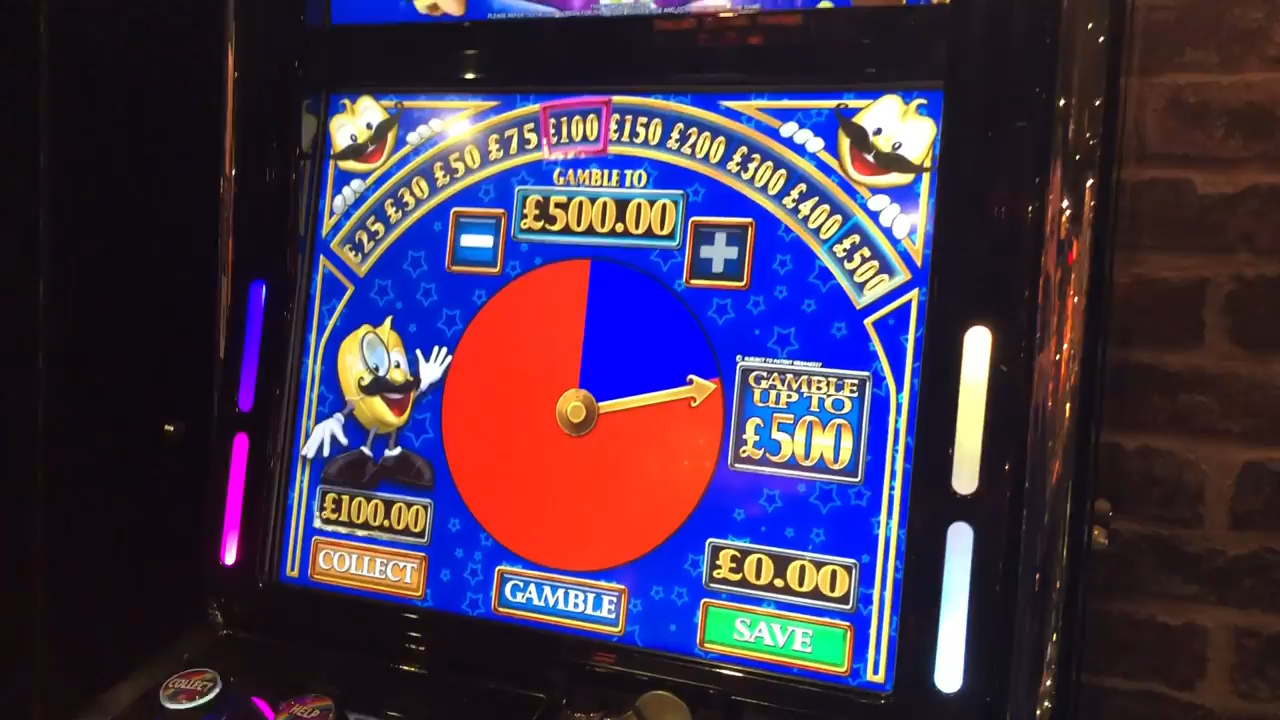 £25 £30 £50 £75 £100 £150 £200 £300 £400 £500
GAMBLE TO
£500.00
GAMBLE
UP TO
£500
£100.00
COLLECT
GAMBLE
£0.00
SAVE
COLLECT
HELP